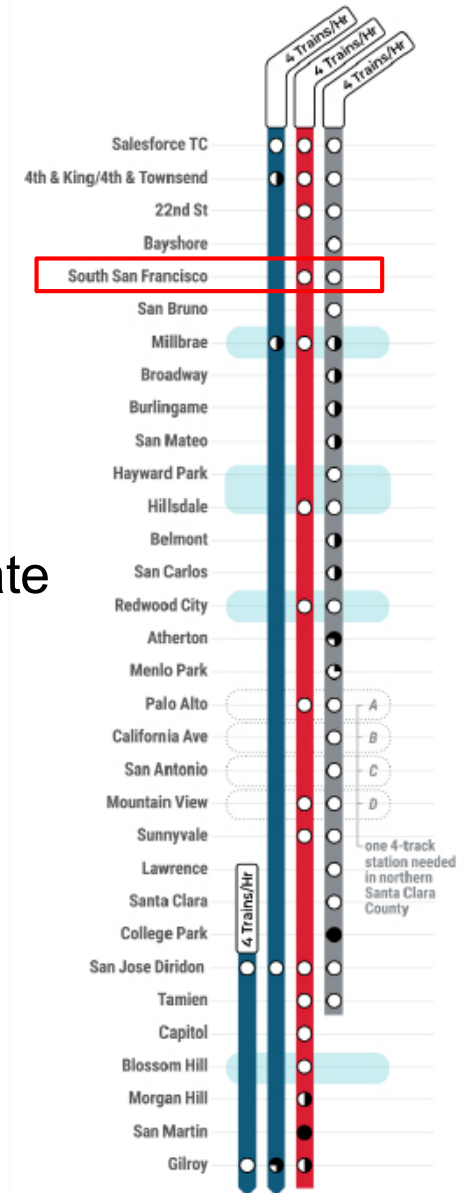 4 Trains/Hr
4 Trains/Hr
4 Trains/Hr
Salesforce TC
4th & King/4th & Townsend
22nd St
Bayshore
South San Francisco
San Bruno
Millbrae
Broadway
Burlingame
San Mateo
Hayward Park
Hillsdale
Belmont
ate
San Carlos
Redwood City
Atherton
Menlo Park
Palo Alto
A
California Ave
B
San Antonio
C
Mountain View
D
Sunnyvale
one 4-track
station needed
in northern
Santa Clara
County
Lawrence
Santa Clara
College Park
4 Trains/Hr
San Jose Diridon
Tamien
Capitol
Blossom Hill
Morgan Hill
San Martin
Gilroy